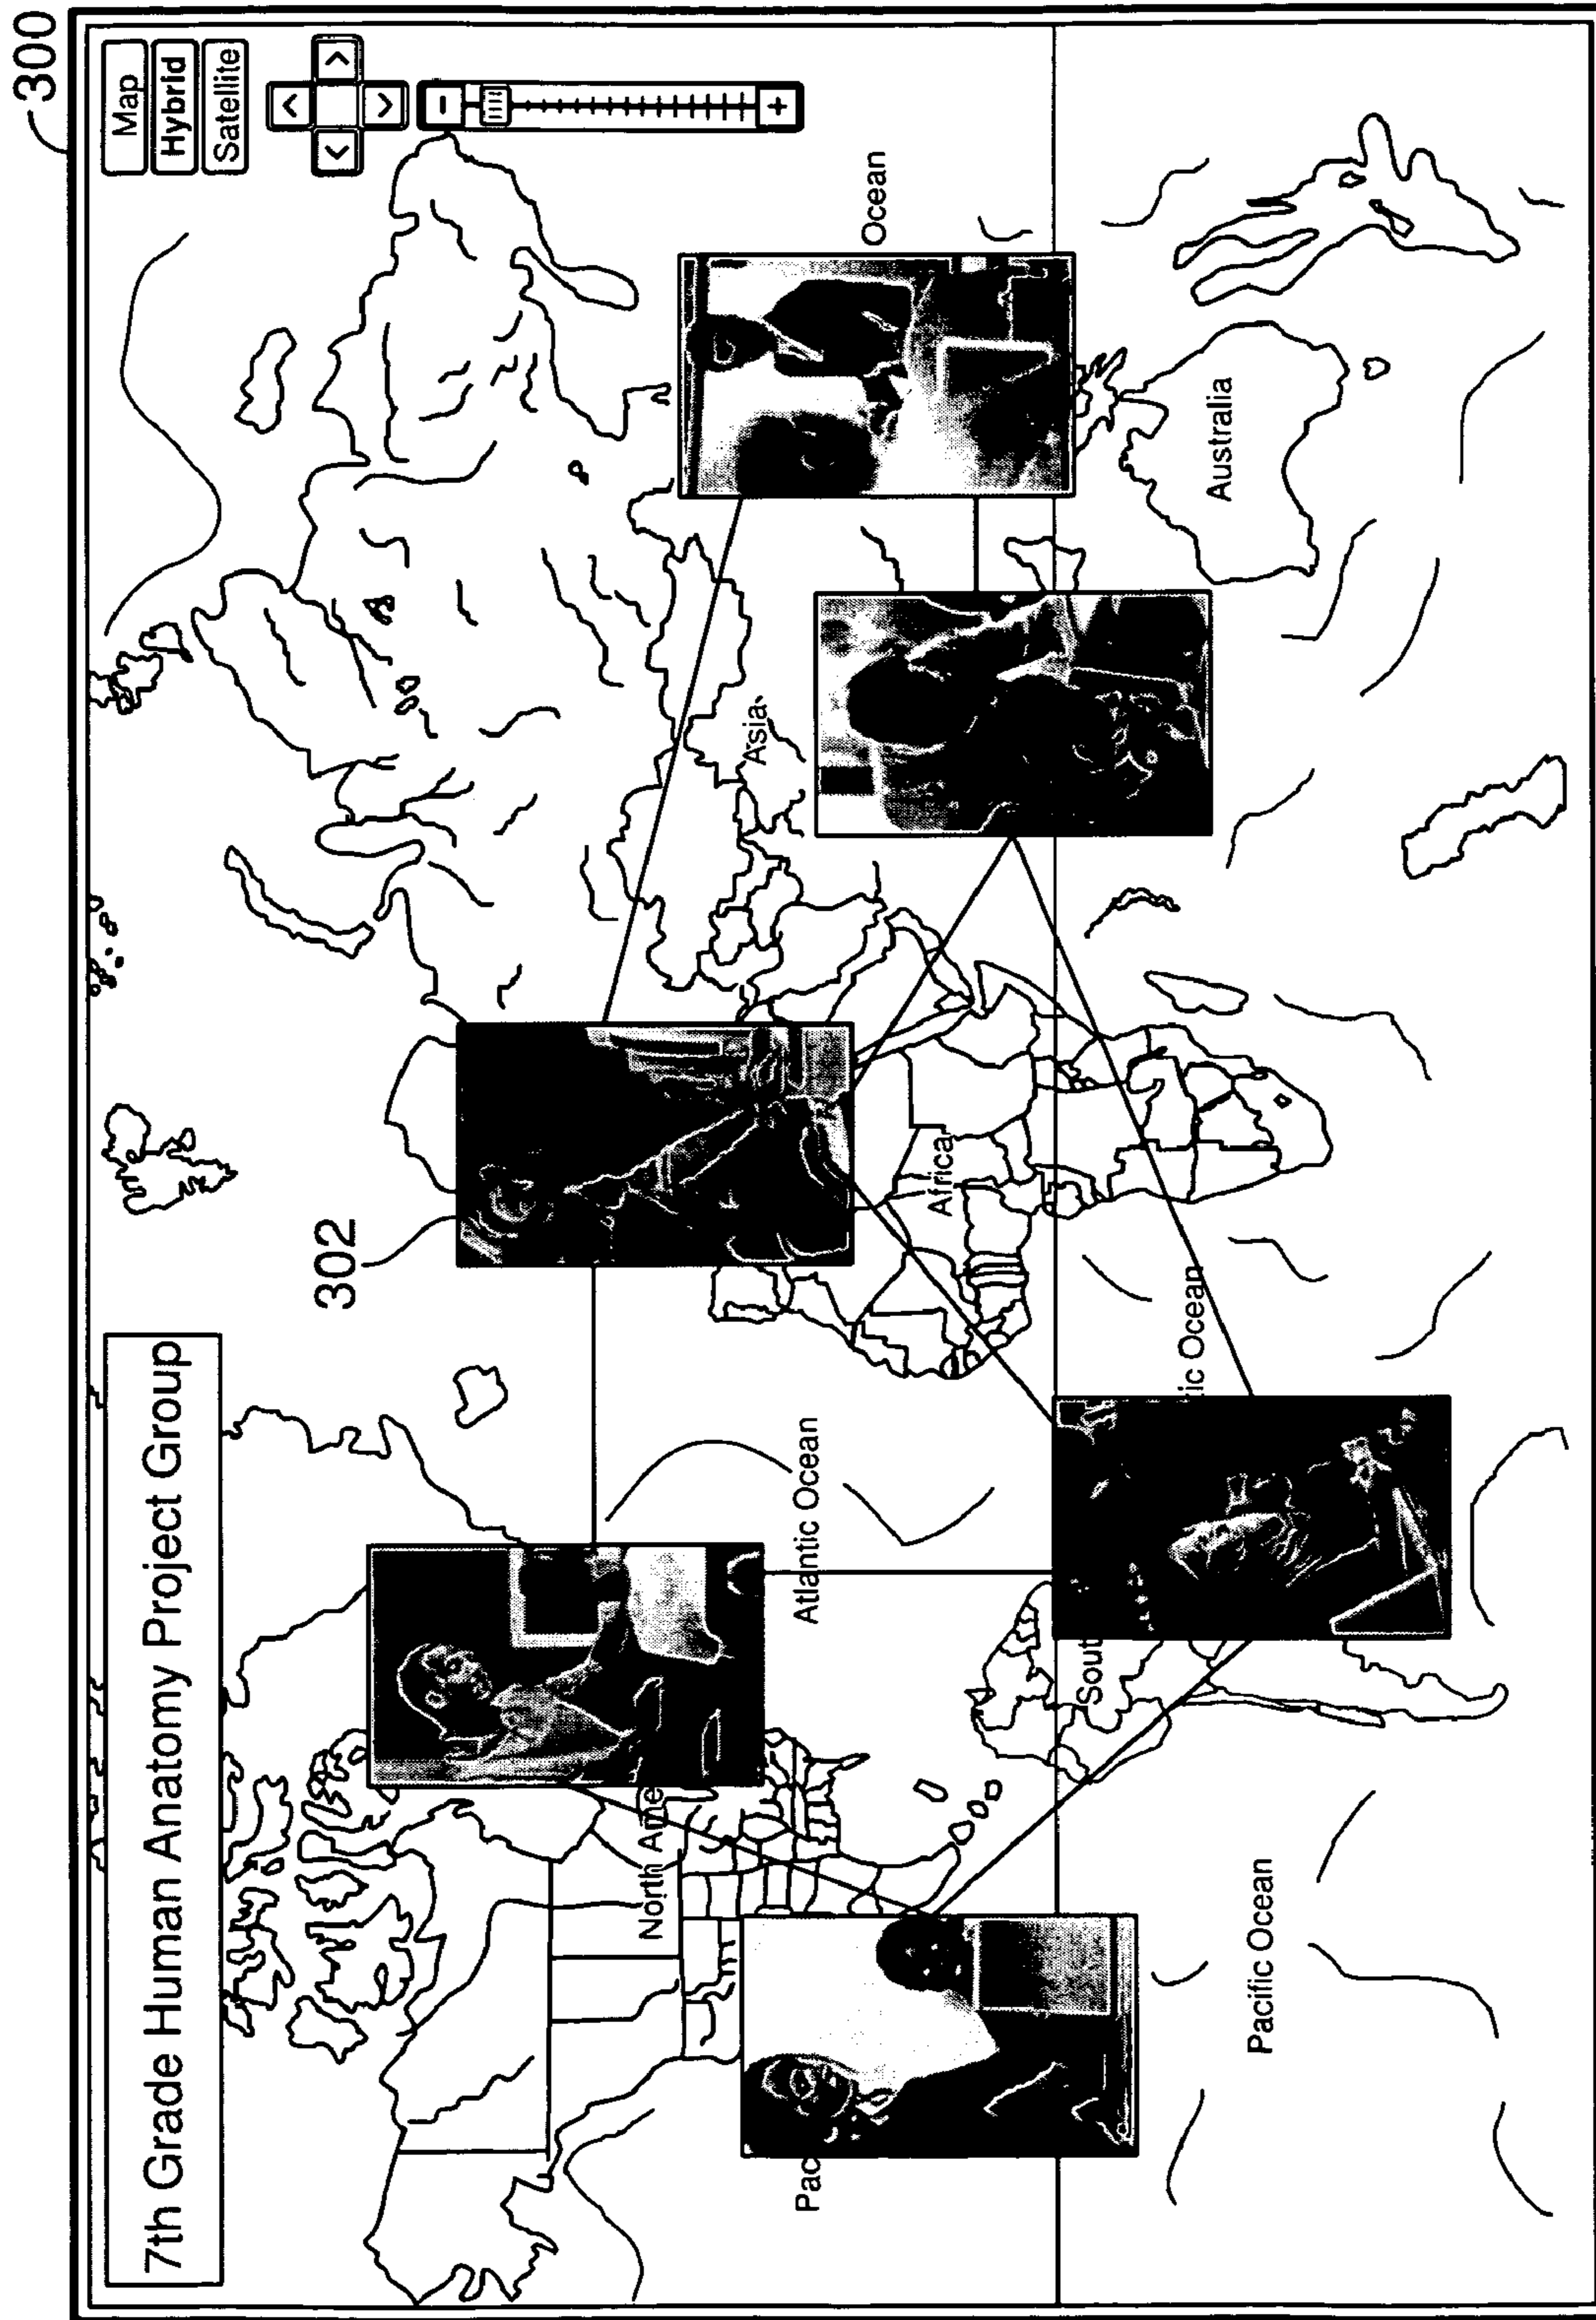 300
7th Grade Human Anatomy Project Group
Map
Hybrid
Satellite
<
^
>
v
-
+
302
North Ame
Asia
Pac
Atlantic Ocean
Ocean
Africa
Sout
tic Ocean
Australia
Pacific Ocean